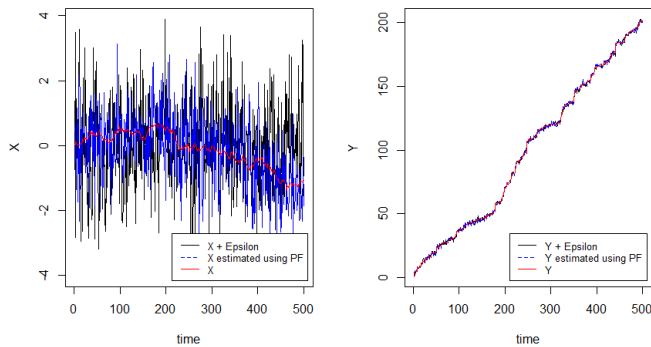 X
4
2
0
-2
-4
X + Epsilon
X estimated using PF
X
0
100
200
300
400
500
time
Y
200
150
100
50
0
Y + Epsilon
Y estimated using PF
Y
0
100
200
300
400
500
time